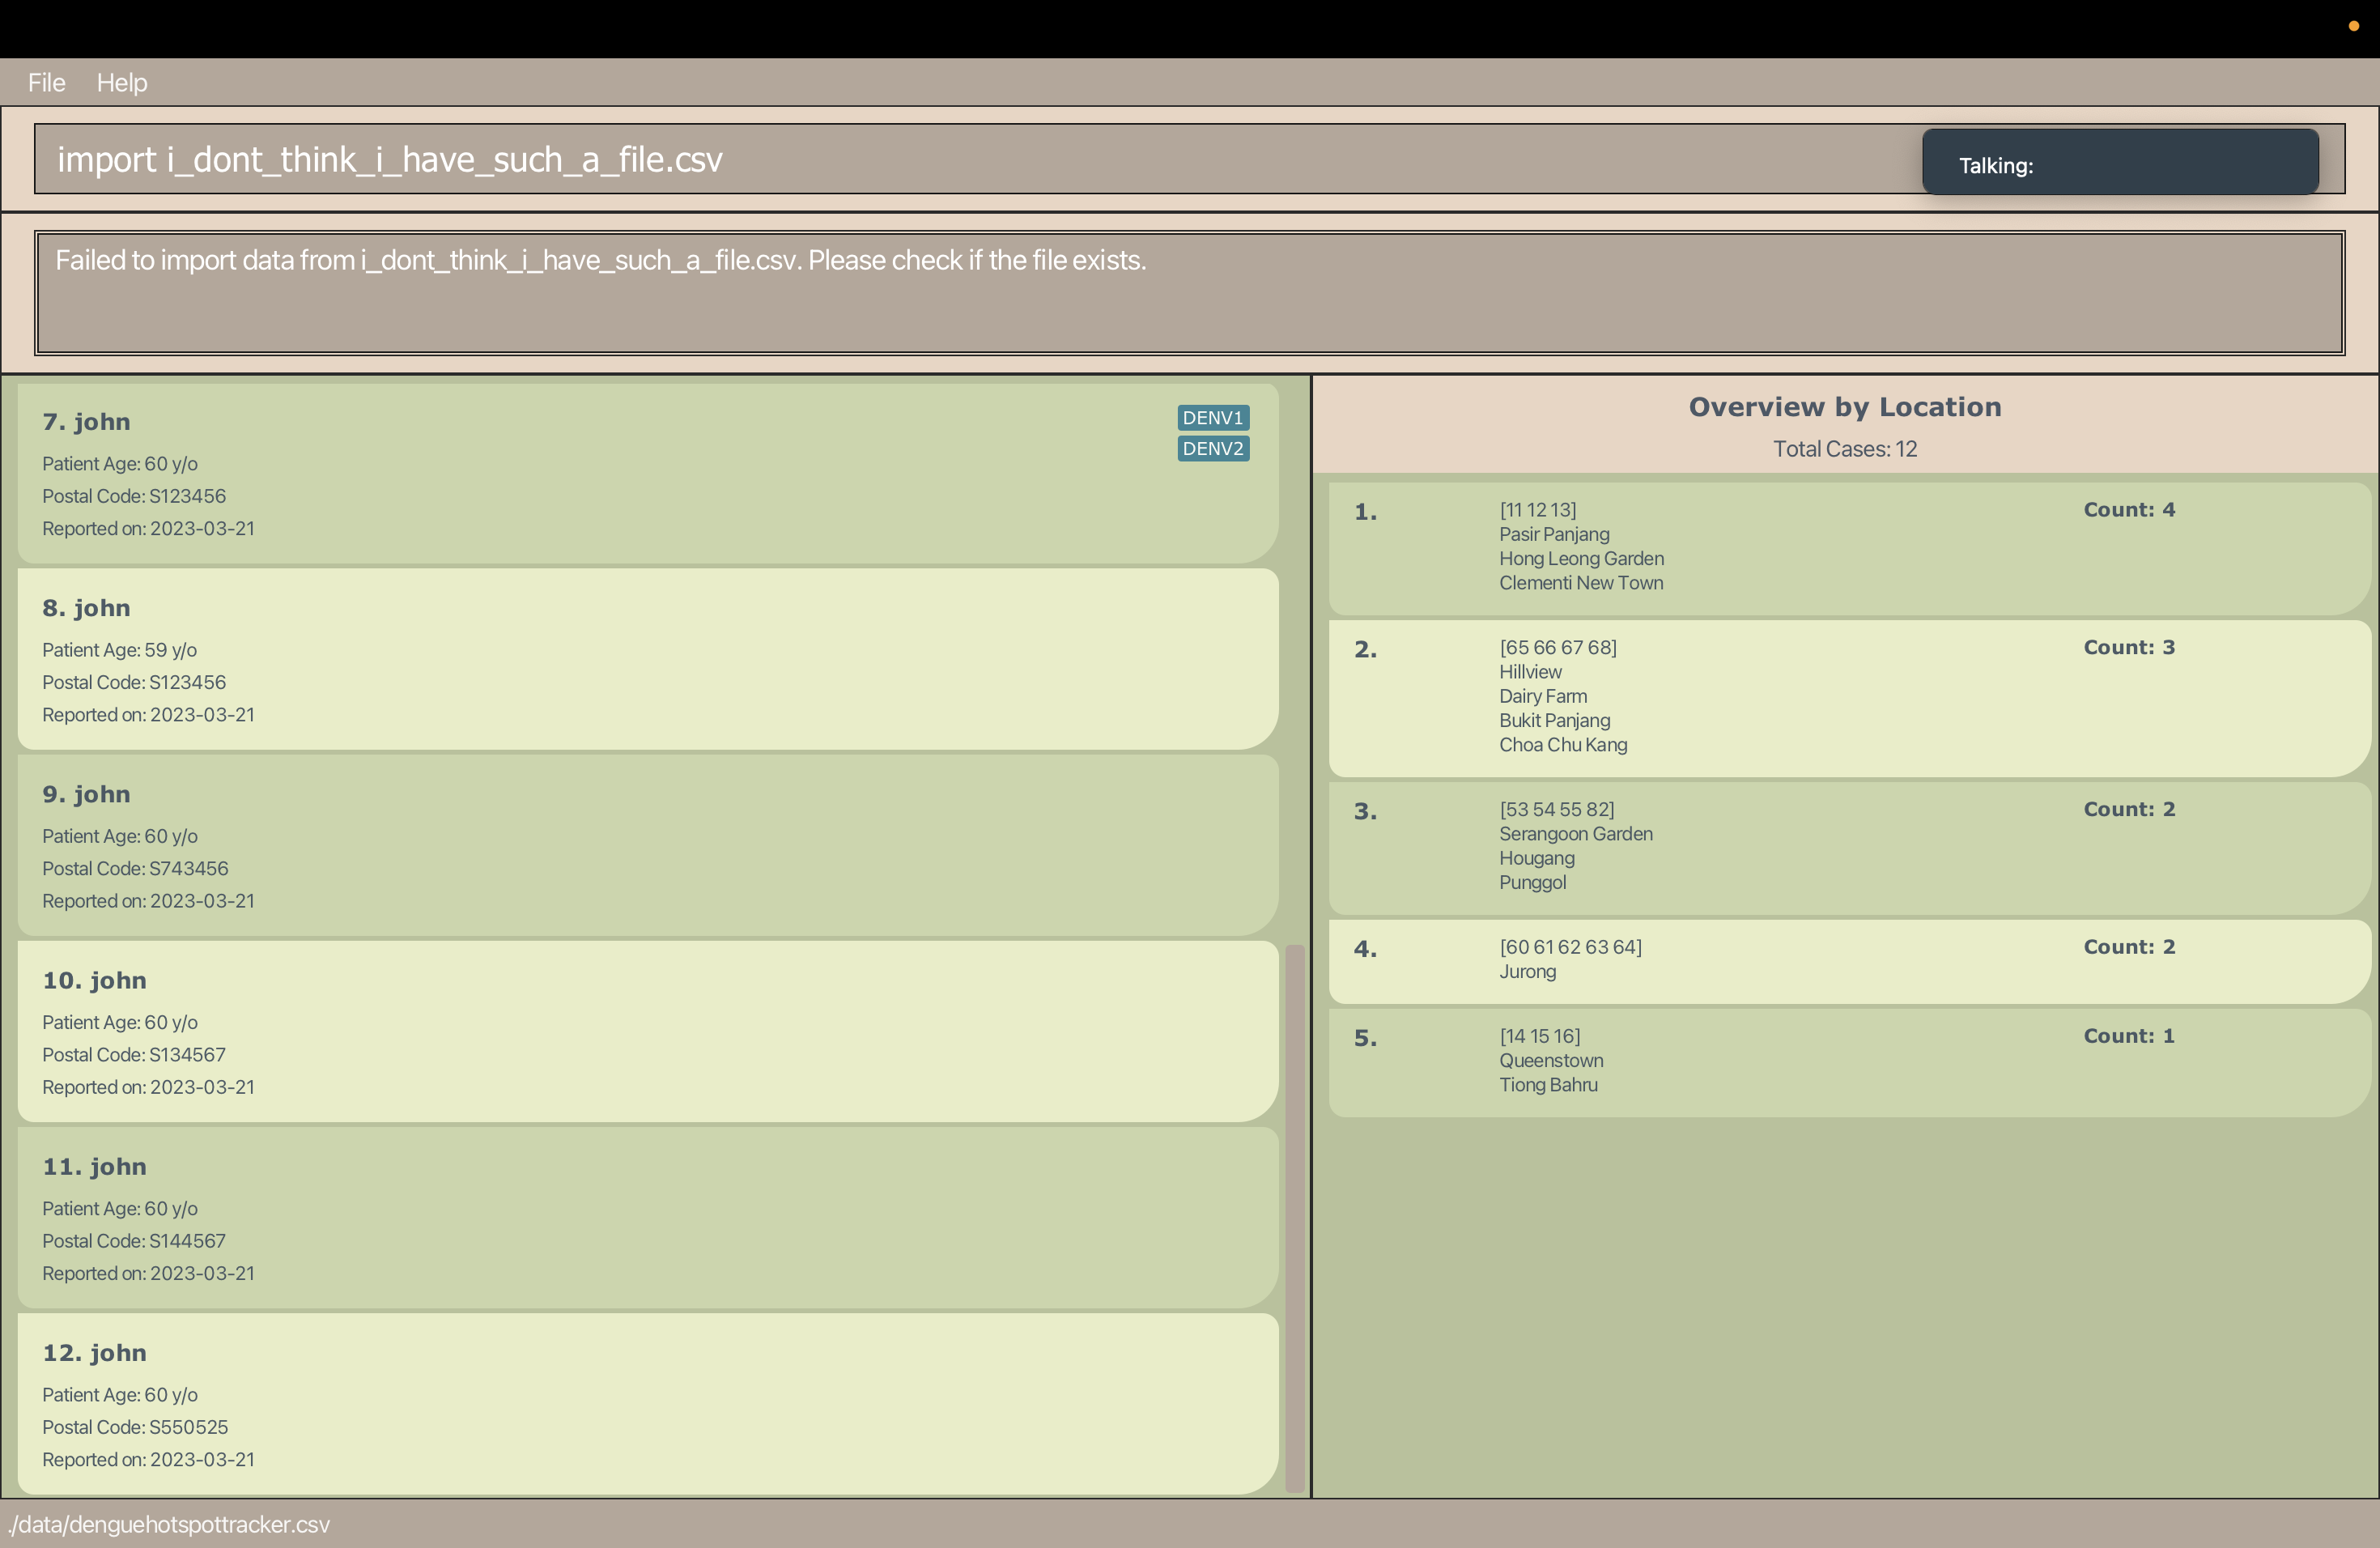 File Help
import i_dont_think_i_have_such_a_file.csv
Talking:
Failed to import data from i_dont_think_i_have_such_a_file.csv. Please check if the file exists.
7. john
DENV1
DENV2
Patient Age: 60 y/o
Postal Code: S123456
Reported on: 2023-03-21
8. john
Patient Age: 59 y/o
Postal Code: S123456
Reported on: 2023-03-21
9. john
Patient Age: 60 y/o
Postal Code: S743456
Reported on: 2023-03-21
10. john
Patient Age: 60 y/o
Postal Code: S134567
Reported on: 2023-03-21
11. john
Patient Age: 60 y/o
Postal Code: S144567
Reported on: 2023-03-21
12. john
Patient Age: 60 y/o
Postal Code: S550525
Reported on: 2023-03-21
Overview by Location
Total Cases: 12
1. [11 12 13] Count: 4
Pasir Panjang
Hong Leong Garden
Clementi New Town
2. [65 66 67 68] Count: 3
Hillview
Dairy Farm
Bukit Panjang
Choa Chu Kang
3. [53 54 55 82] Count: 2
Serangoon Garden
Hougang
Punggol
4. [60 61 62 63 64] Count: 2
Jurong
5. [14 15 16] Count: 1
Queenstown
Tiong Bahru
./data/denguehotspottracker.csv